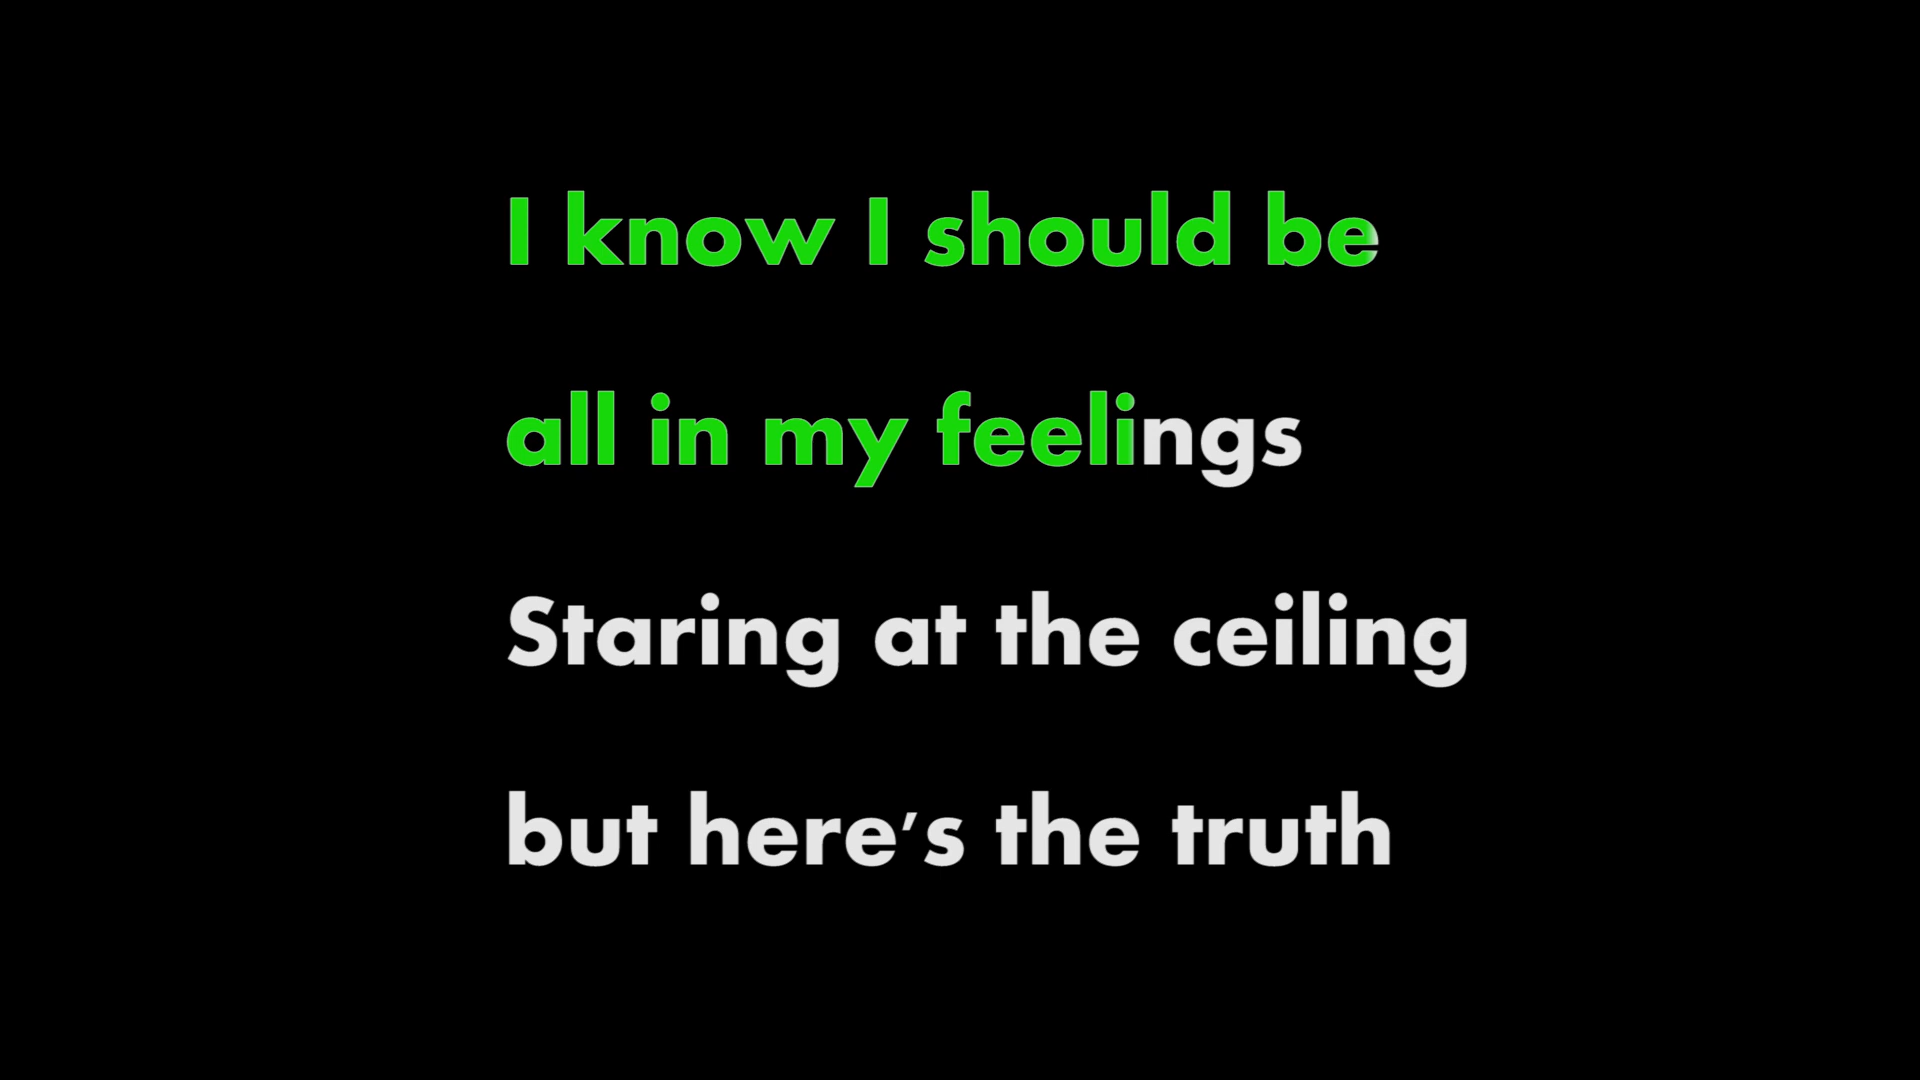 I know I should be
all in my feelings
Staring at the ceiling
but here's the truth